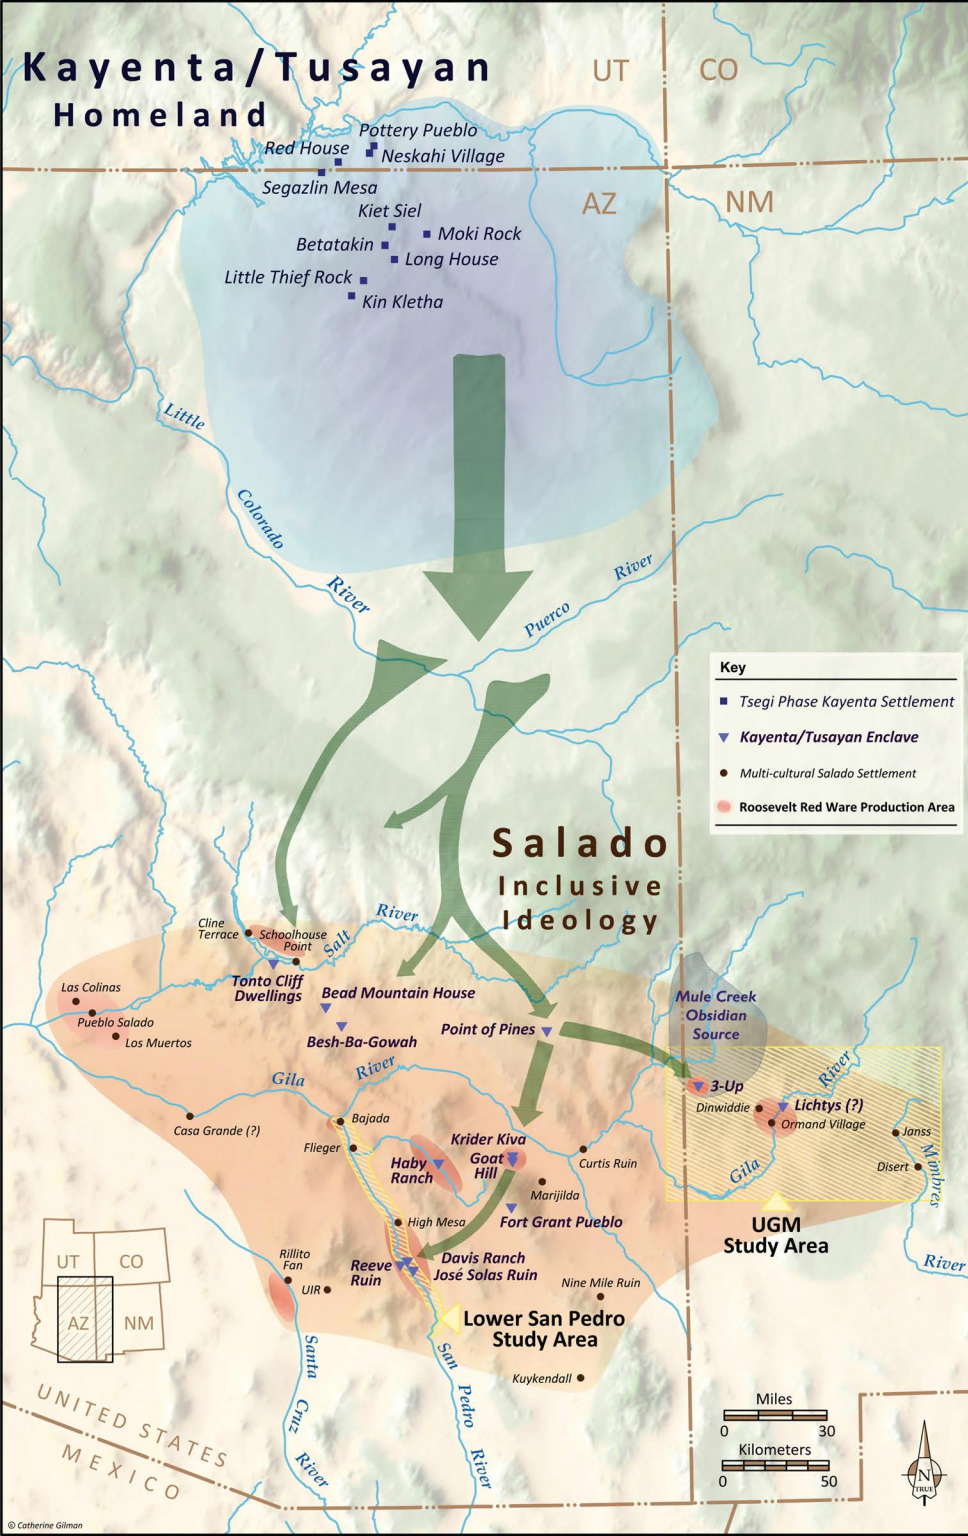 Kayenta/Tusayan
Homeland
UT
CO
AZ
NM
Pottery Pueblo
Red House
Neskahi Village
Segazlin Mesa
Kiet Siel
Moki Rock
Betatakin
Long House
Little Thief Rock
Kin Kletha
Little
Colorado
River
Puerco
River
Key
Tsegi Phase Kayenta Settlement
Kayenta/Tusayan Enclave
Multi-cultural Salado Settlement
Roosevelt Red Ware Production Area
Salado
Inclusive
Ideology
Cline
Terrace
Schoolhouse
Point
Salt
River
Tonto Cliff
Dwellings
Bead Mountain House
Besh-Ba-Gowah
Las Colinas
Pueblo Salado
Los Muertos
Point of Pines
Mule Creek
Obsidian
Source
3-Up
Dinwiddie
Lichtys (?)
Ormand Village
River
Gila
Janss
Disert
Mimbres
River
Gila
River
Casa Grande (?)
Bajada
Flieger
Haby
Ranch
Krider Kiva
Goat
Hill
Curtis Ruin
Marijilda
Fort Grant Pueblo
High Mesa
Reeve
Ruin
Davis Ranch
José Solas Ruin
UGM
Study Area
Rillito
Fan
UIR
Nine Mile Ruin
Lower San Pedro
Study Area
Kuykendall
Santa
Cruz
River
San
Pedro
River
UT
CO
AZ
NM
UNITED STATES
MEXICO
Miles
0 30
Kilometers
0 50
N
TRUE
© Catherine Gilman